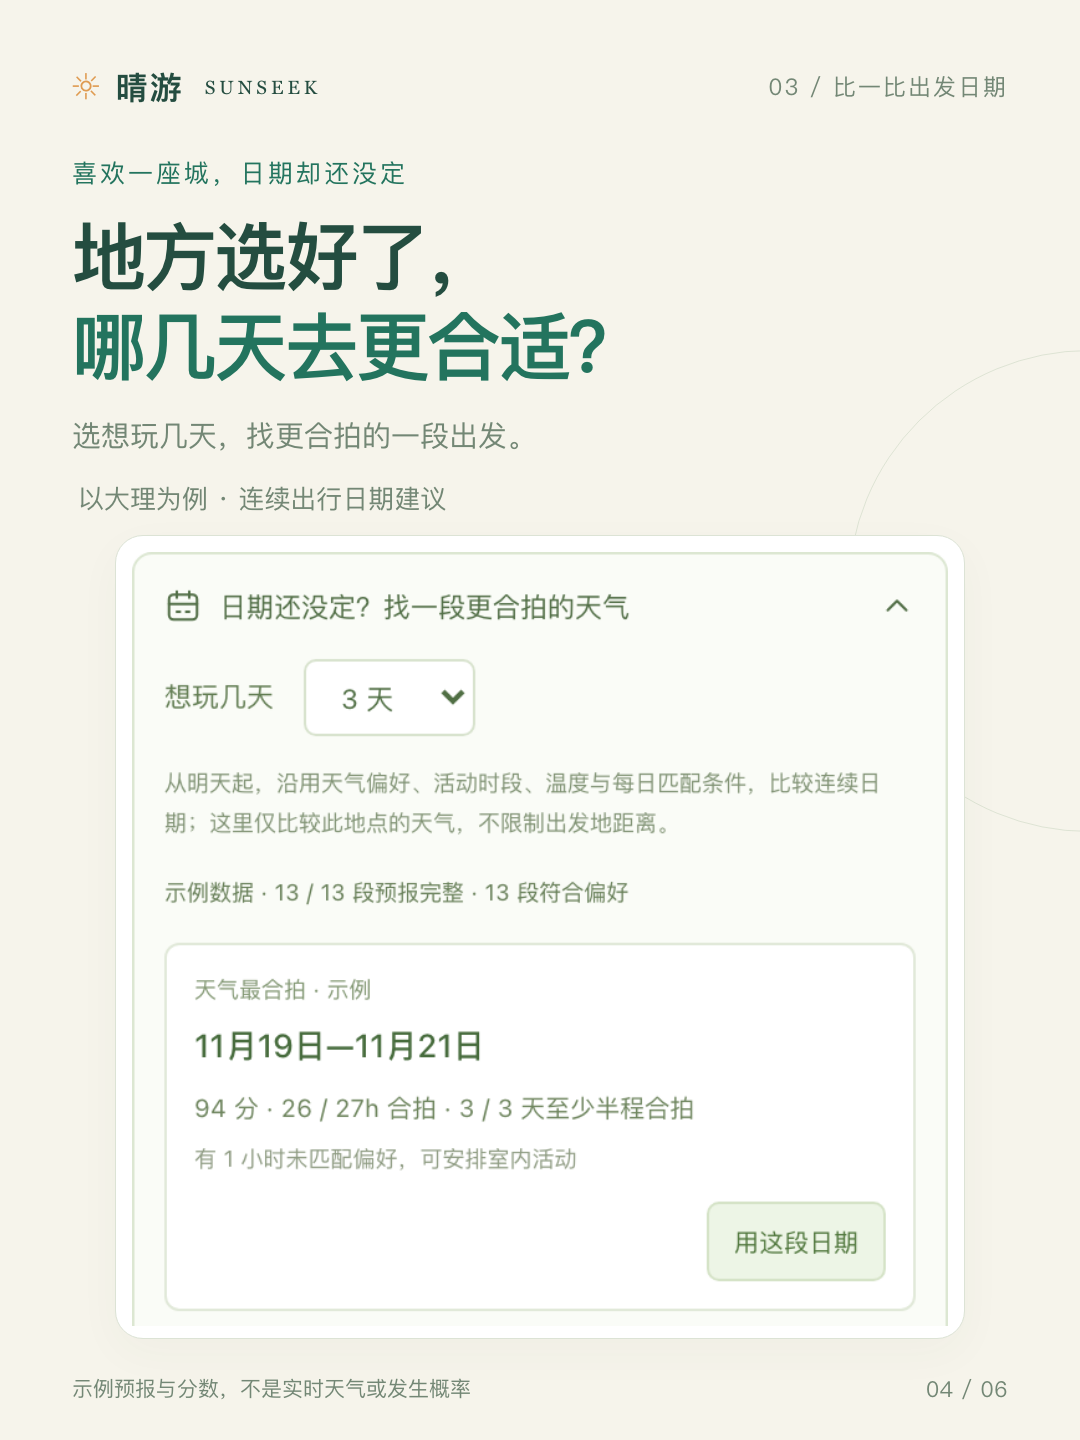 晴游 SUNSEEK
03 / 比一比出发日期
喜欢一座城，日期却还没定
地方选好了，
哪几天去更合适？
选想玩几天，找更合拍的一段出发。
以大理为例 · 连续出行日期建议
日期还没定？找一段更合拍的天气
想玩几天 3 天
从明天起，沿用天气偏好、活动时段、温度与每日匹配条件，比较连续日
期；这里仅比较此地点的天气，不限制出发地距离。
示例数据 · 13 / 13 段预报完整 · 13 段符合偏好
天气最合拍 · 示例
11月19日—11月21日
94 分 · 26 / 27h 合拍 · 3 / 3 天至少半程合拍
有 1 小时未匹配偏好，可安排室内活动
用这段日期
示例预报与分数，不是实时天气或发生概率
04 / 06